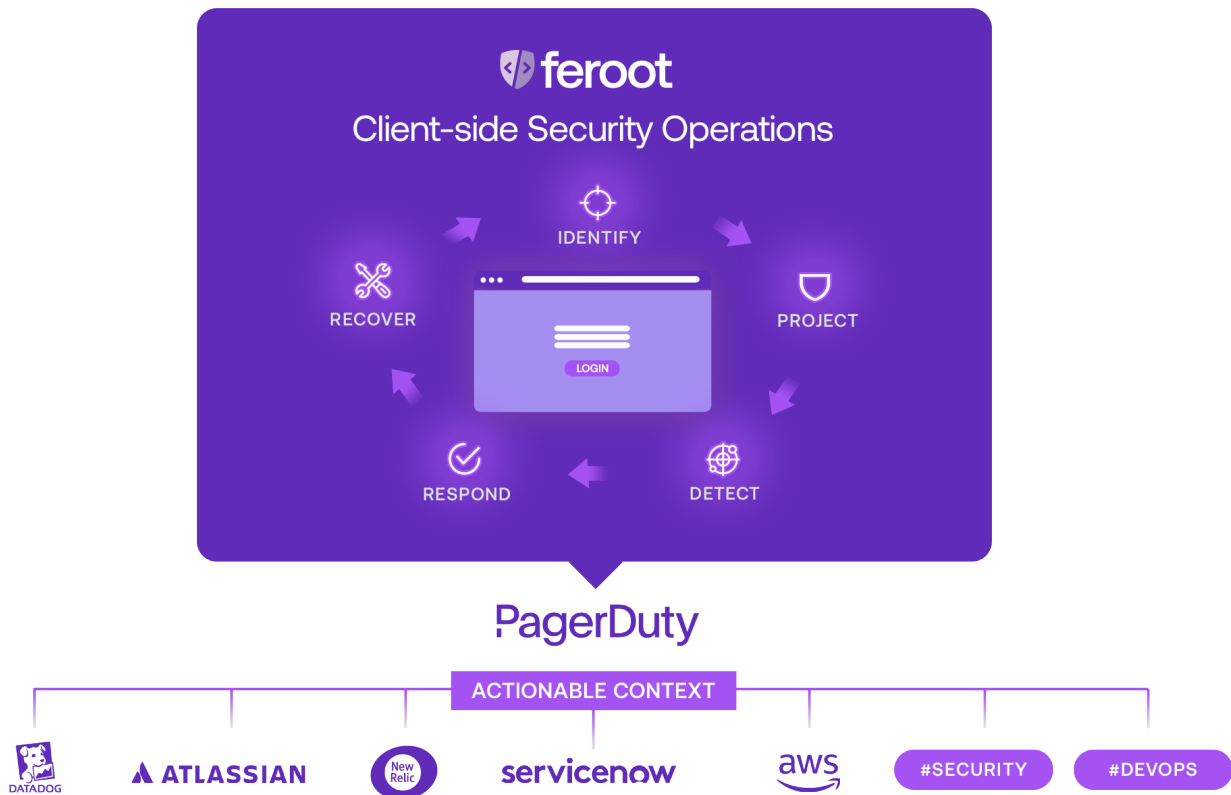 feroot
Client-side Security Operations
IDENTIFY
RECOVER
PROJECT
LOGIN
RESPOND
DETECT
PagerDuty
ACTIONABLE CONTEXT
DATADOG
ATLASSIAN
New
Relic
servicenow
aws
#SECURITY
#DEVOPS